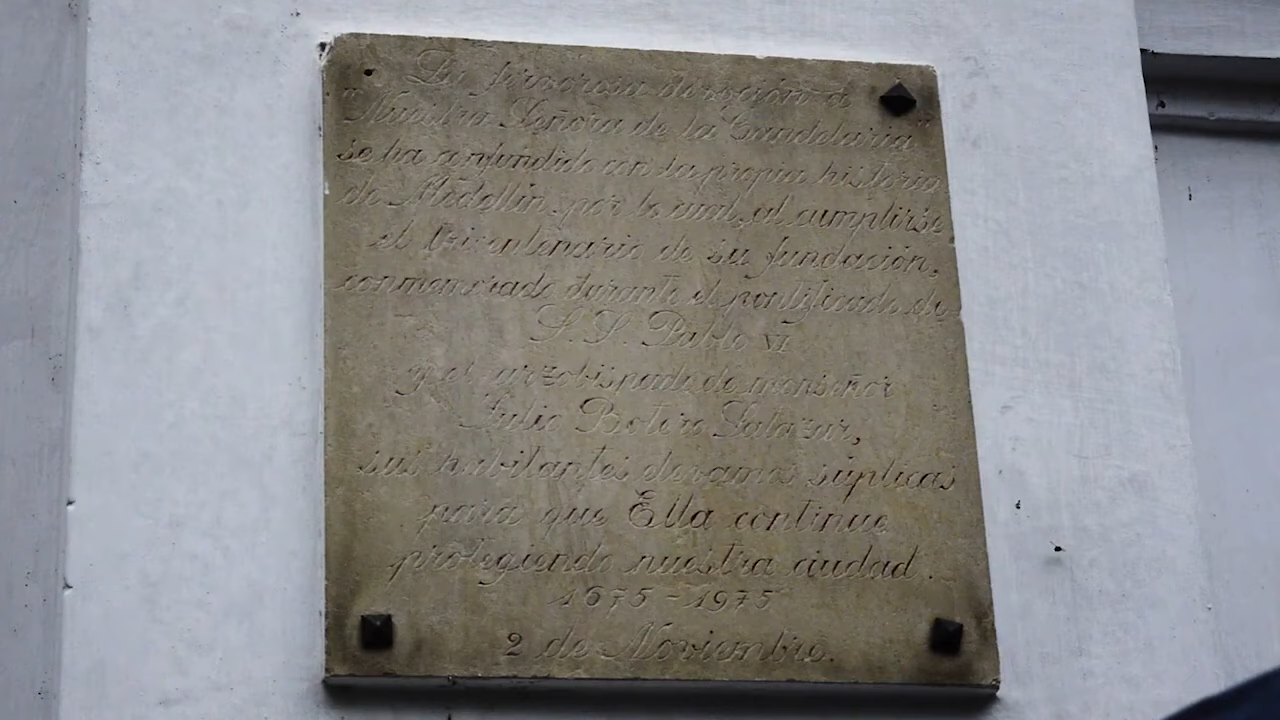 La fervorosa devoción a
"Nuestra Señora de la Candelaria"
se ha confundido con la propia historia
de Medellín, por lo cual, al cumplirse
el tricentenario de su fundación,
conmemorado durante el pontificado de
S. S. Pablo VI
y el arzobispado de monseñor
Tulio Botero Salazar,
sus habitantes elevamos súplicas
para que Ella continue
protegiendo nuestra ciudad.
1675 - 1975
2 de Noviembre.